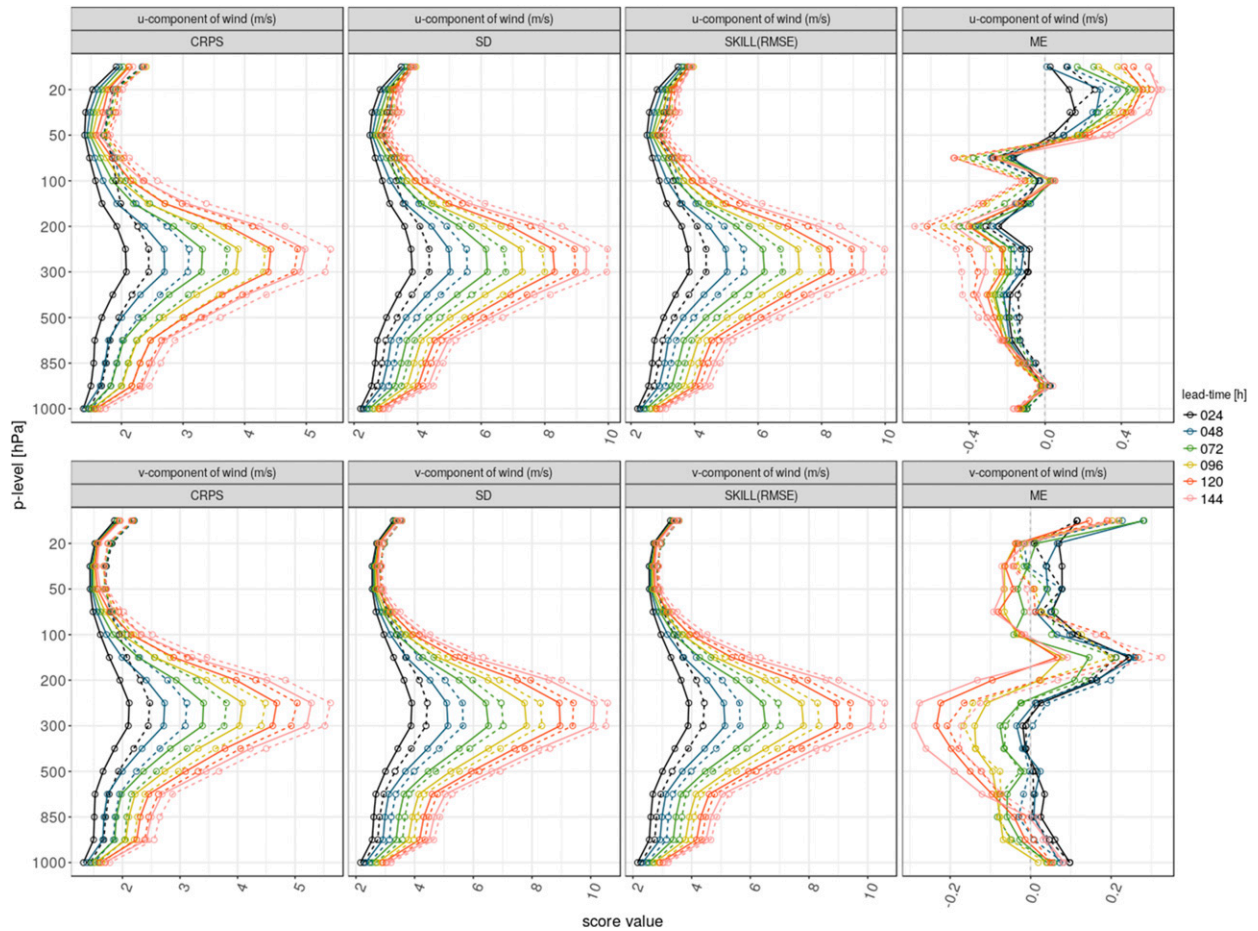 u-component of wind (m/s) u-component of wind (m/s) u-component of wind (m/s) u-component of wind (m/s)
CRPS SD SKILL(RMSE) ME
20
50
100
200
300
500
850
1000
2 3 4 5 2 4 6 8 10 2 4 6 8 10 -0.4 0.0 0.4
p-level [hPa]
lead-time [h]
024
048
072
096
120
144
v-component of wind (m/s) v-component of wind (m/s) v-component of wind (m/s) v-component of wind (m/s)
CRPS SD SKILL(RMSE) ME
20
50
100
200
300
500
850
1000
2 3 4 5 2 4 6 8 10 2 4 6 8 10 -0.2 0.0 0.2
score value